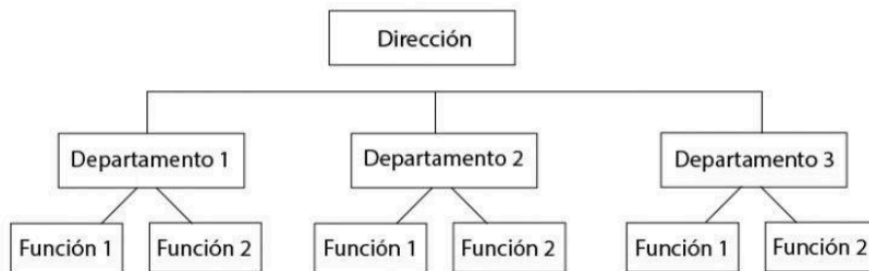 Dirección
Departamento 1
Departamento 2
Departamento 3
Función 1
Función 2
Función 1
Función 2
Función 1
Función 2